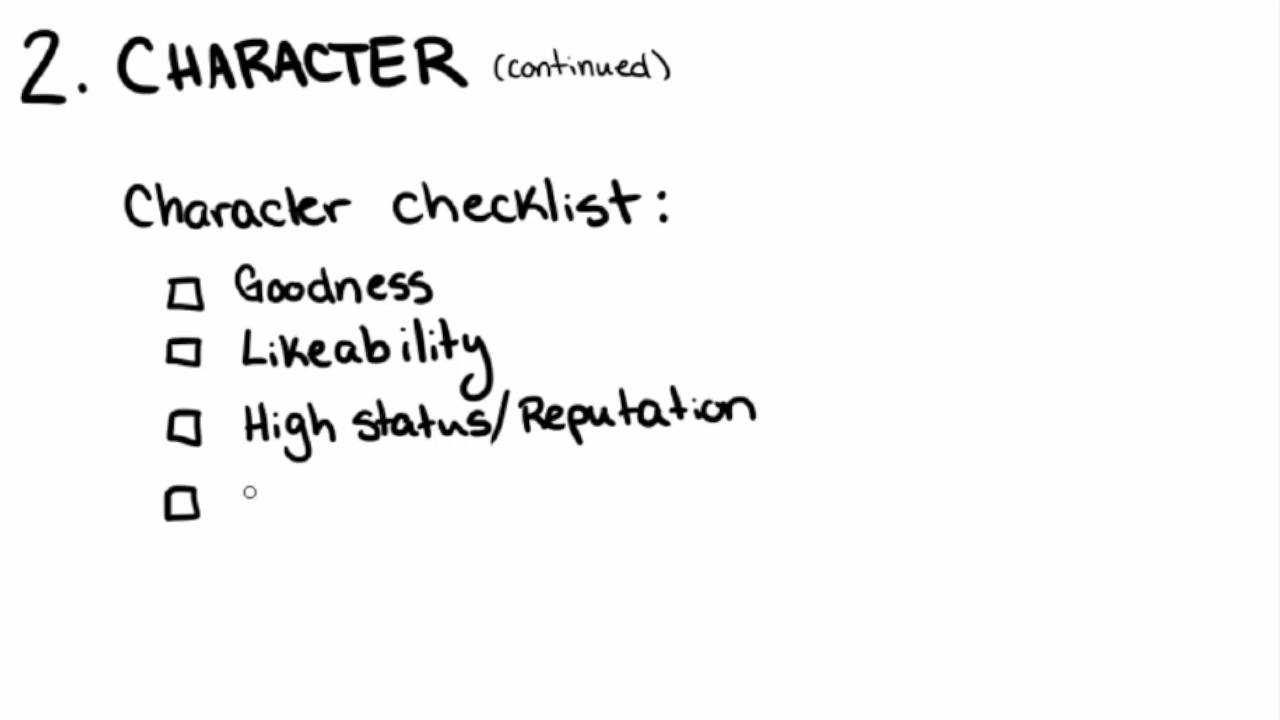 2. CHARACTER (continued)
Character checklist:
Goodness
Likeability
High status/Reputation